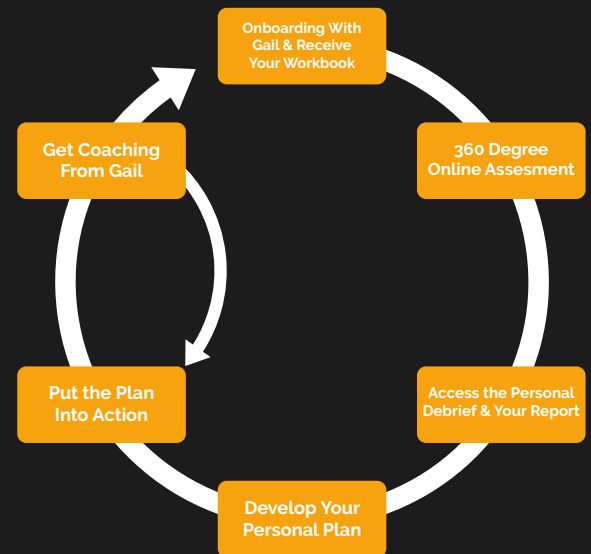 Onboarding With
Gail & Receive
Your Workbook
360 Degree
Online Assesment
Access the Personal
Debrief & Your Report
Develop Your
Personal Plan
Put the Plan
Into Action
Get Coaching
From Gail